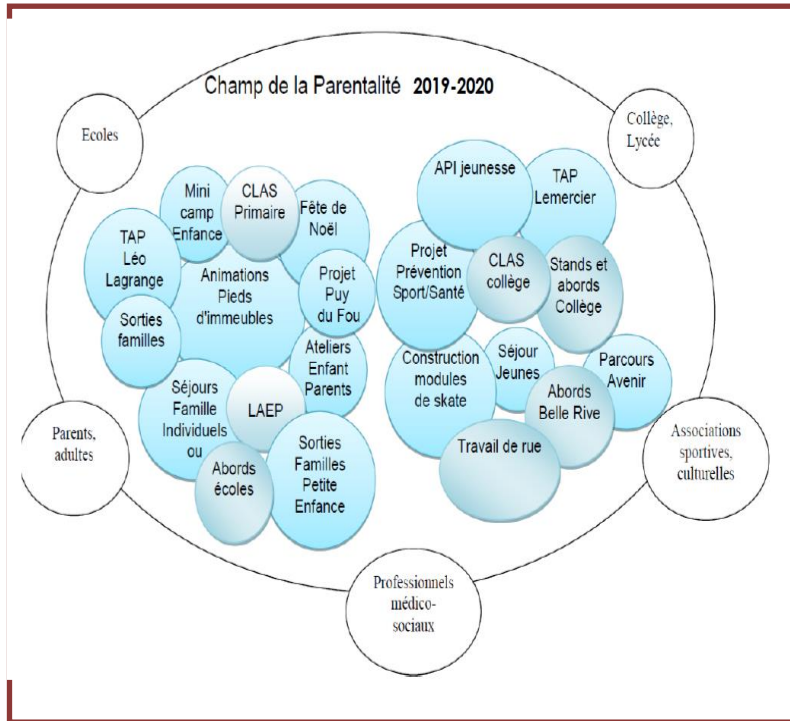 Champ de la Parentalité 2019-2020
Ecoles
Collège,
Lycée
Mini
camp
Enfance
CLAS
Primaire
Fête de
Noël
TAP
Léo
Lagrange
Animations
Pieds
d'immeubles
Projet
Puy
du Fou
Sorties
familles
Ateliers
Enfant
Parents
Séjours
Famille
Individuels
ou
LAEP
Abords
écoles
Sorties
Familles
Petite
Enfance
API jeunesse
TAP
Lemercier
Projet
Prévention
Sport/Santé
CLAS
collège
Stands et
abords
Collège
Construction
modules
de skate
Séjour
Jeunes
Parcours
Avenir
Abords
Belle Rive
Travail de rue
Parents,
adultes
Associations
sportives,
culturelles
Professionnels
médico-
sociaux